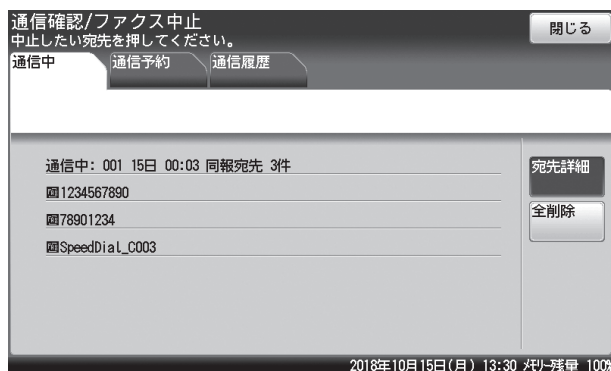 通信確認/ファクス中止
中止したい宛先を押してください。
閉じる
通信中 通信予約 通信履歴
通信中: 001 15日 00:03 同報宛先 3件
宛先詳細
1234567890
78901234
全削除
SpeedDial_C003
2018年10月15日(月) 13:30 メモリー残量 100%